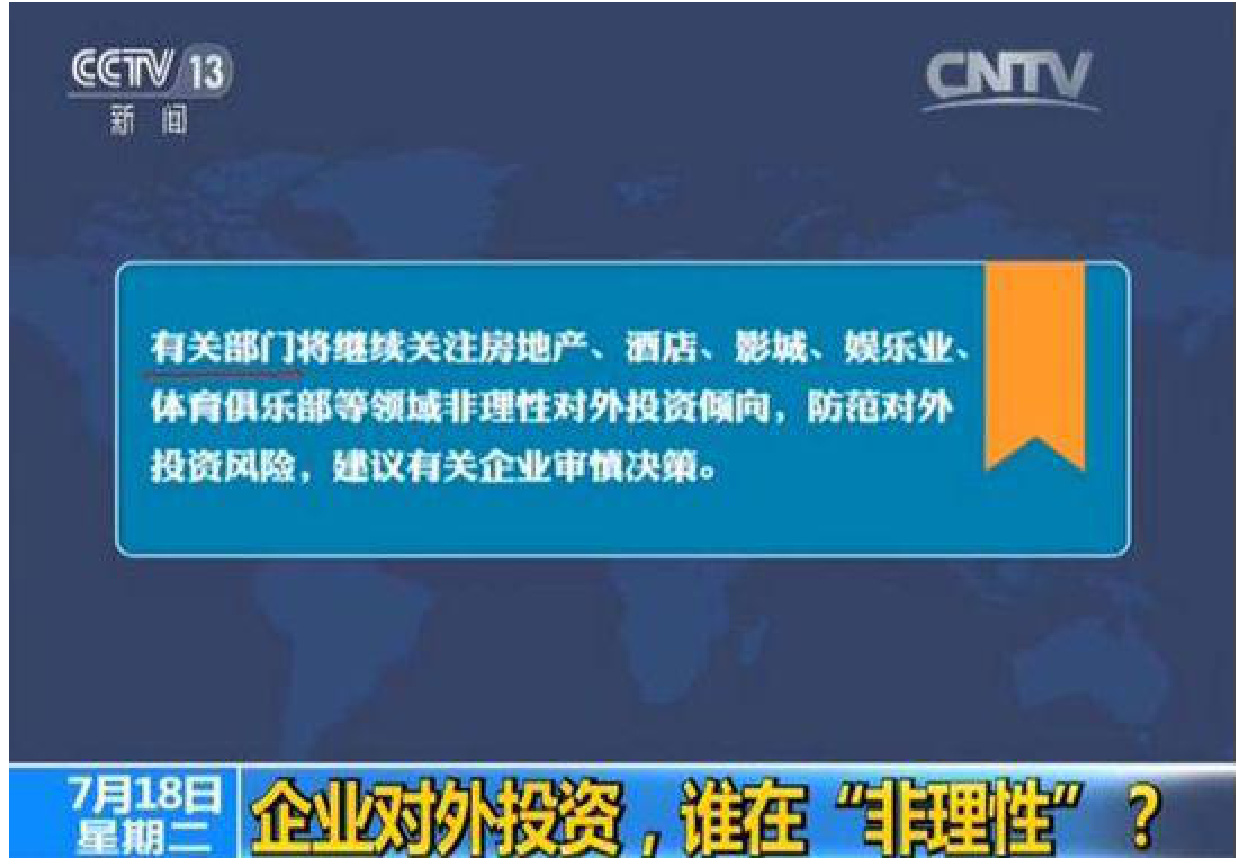 CCTV 13
新闻
CNTV
有关部门将继续关注房地产、酒店、影城、娱乐业、
体育俱乐部等领域非理性对外投资倾向，防范对外
投资风险，建议有关企业审慎决策。
7月18日
星期二
企业对外投资，谁在“非理性”？